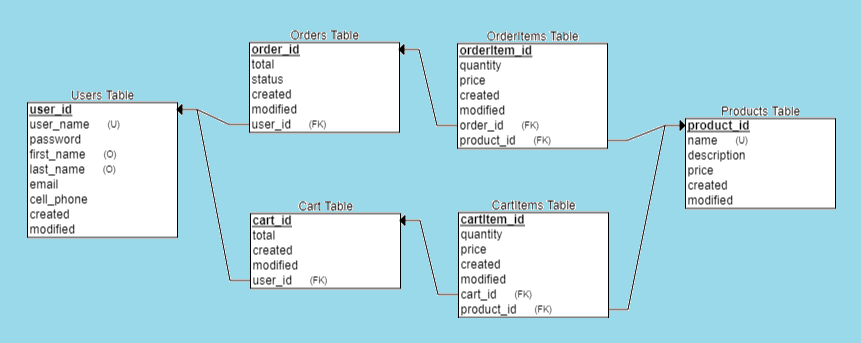 Users Table
user_id
user_name (U)
password
first_name (O)
last_name (O)
email
cell_phone
created
modified
Orders Table
order_id
total
status
created
modified
user_id (FK)
OrderItems Table
orderItem_id
quantity
price
created
modified
order_id (FK)
product_id (FK)
Cart Table
cart_id
total
created
modified
user_id (FK)
CartItems Table
cartItem_id
quantity
price
created
modified
cart_id (FK)
product_id (FK)
Products Table
product_id
name (U)
description
price
created
modified